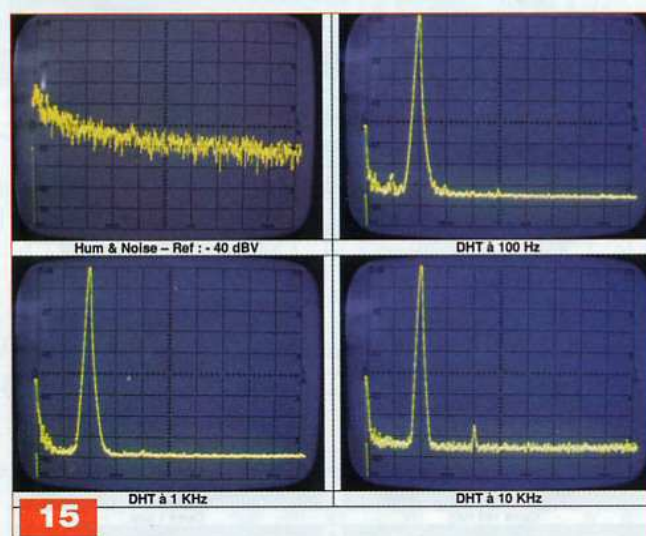 Hum & Noise – Ref : - 40 dBV
DHT à 100 Hz
DHT à 1 KHz
DHT à 10 KHz
15